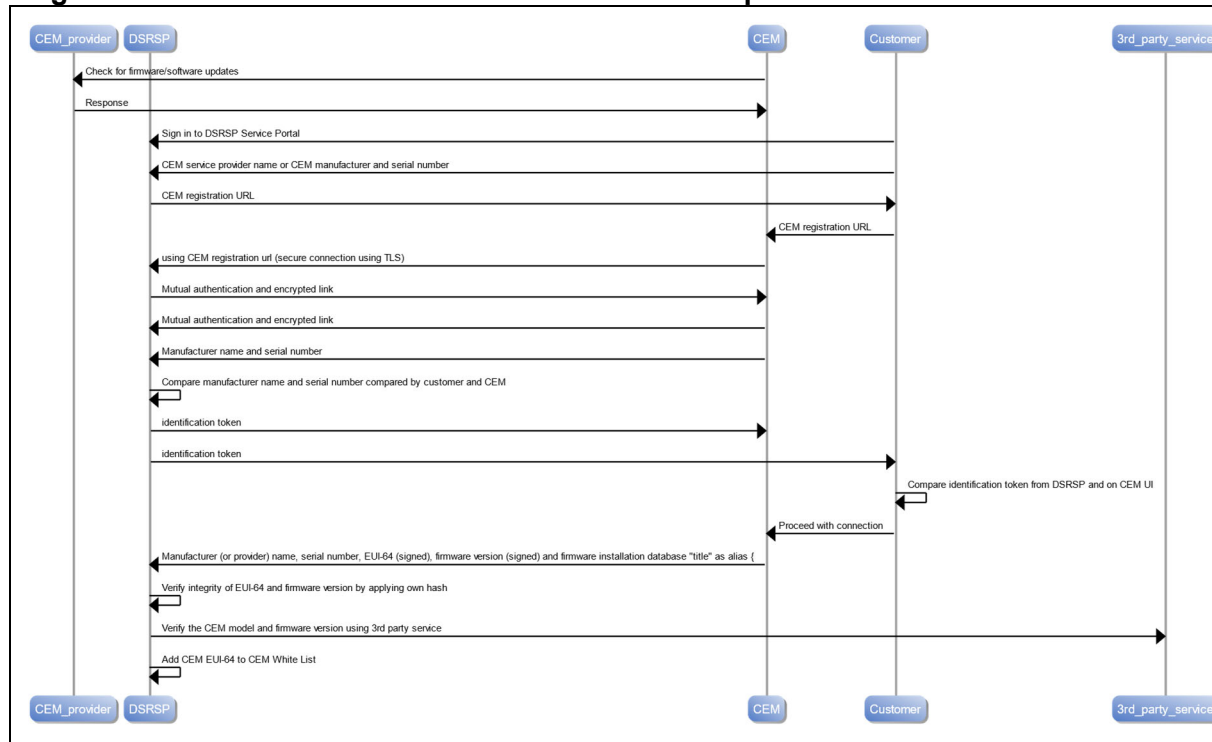 CEM_provider DSRSP CEM Customer 3rd_party_service
Check for firmware/software updates
Response
Sign in to DSRSP Service Portal
CEM service provider name or CEM manufacturer and serial number
CEM registration URL
CEM registration URL
using CEM registration url (secure connection using TLS)
Mutual authentication and encrypted link
Mutual authentication and encrypted link
Manufacturer name and serial number
Compare manufacturer name and serial number compared by customer and CEM
identification token
identification token
Compare identification token from DSRSP and on CEM UI
Proceed with connection
Manufacturer (or provider) name, serial number, EUI-64 (signed), firmware version (signed) and firmware installation database "title" as alias {
Verify integrity of EUI-64 and firmware version by applying own hash
Verify the CEM model and firmware version using 3rd party service
Add CEM EUI-64 to CEM White List
CEM_provider DSRSP CEM Customer 3rd_party_service